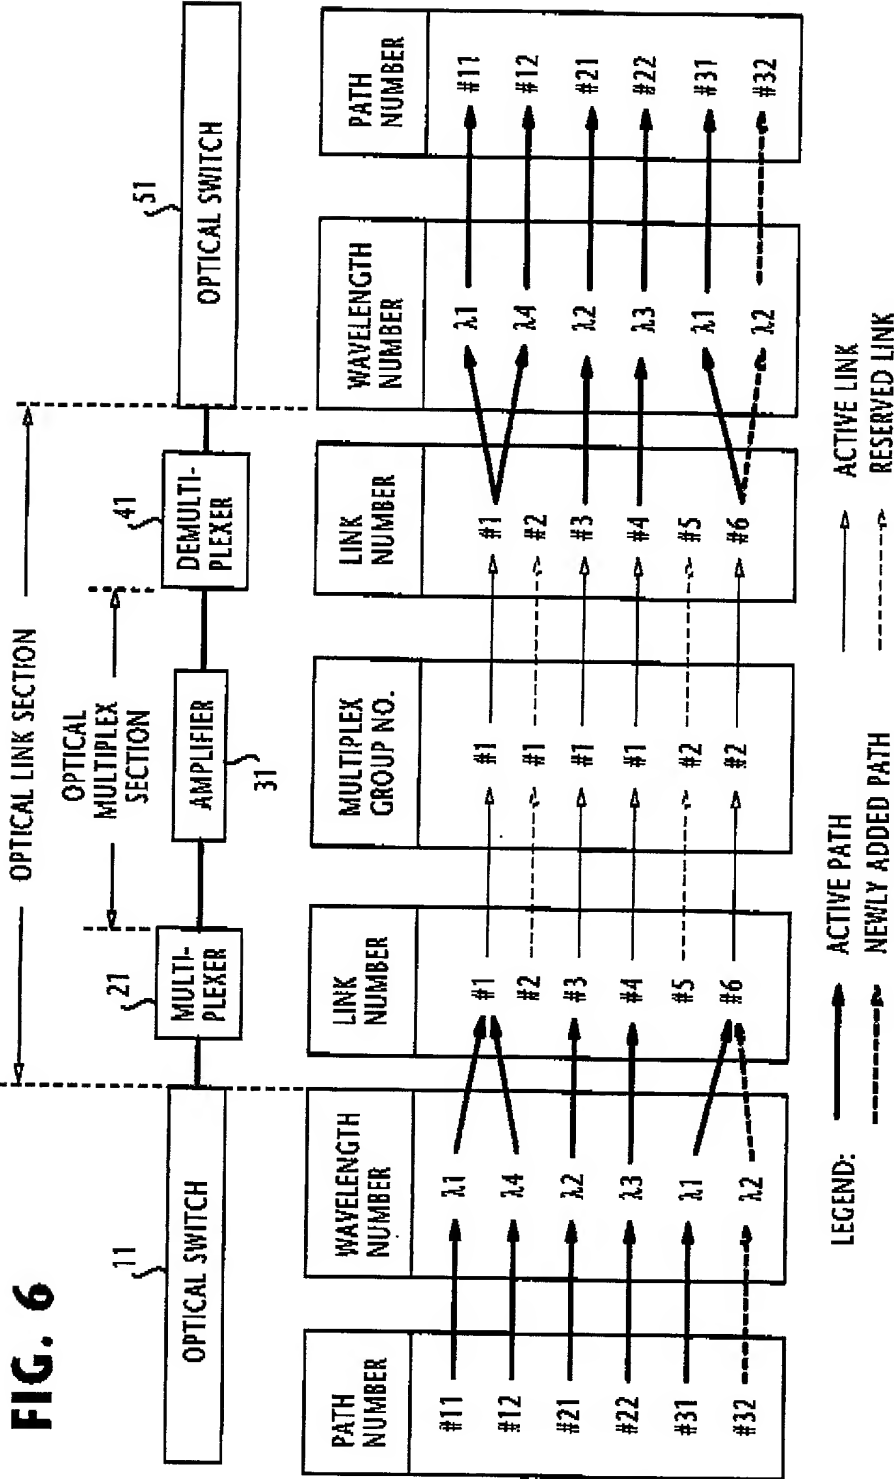 FIG. 6
OPTICAL LINK SECTION
OPTICAL
MULTIPLEX
SECTION
11
OPTICAL SWITCH
21
MULTI-
PLEXER
AMPLIFIER
31
41
DEMULTI-
PLEXER
51
OPTICAL SWITCH
PATH
NUMBER
#11
#12
#21
#22
#31
#32
WAVELENGTH
NUMBER
λ1
λ4
λ2
λ3
λ1
λ2
LINK
NUMBER
#1
#2
#3
#4
#5
#6
MULTIPLEX
GROUP NO.
#1
#1
#1
#1
#2
#2
LINK
NUMBER
#1
#2
#3
#4
#5
#6
WAVELENGTH
NUMBER
λ1
λ4
λ2
λ3
λ1
λ2
PATH
NUMBER
#11
#12
#21
#22
#31
#32
LEGEND:
ACTIVE PATH
NEWLY ADDED PATH
ACTIVE LINK
RESERVED LINK